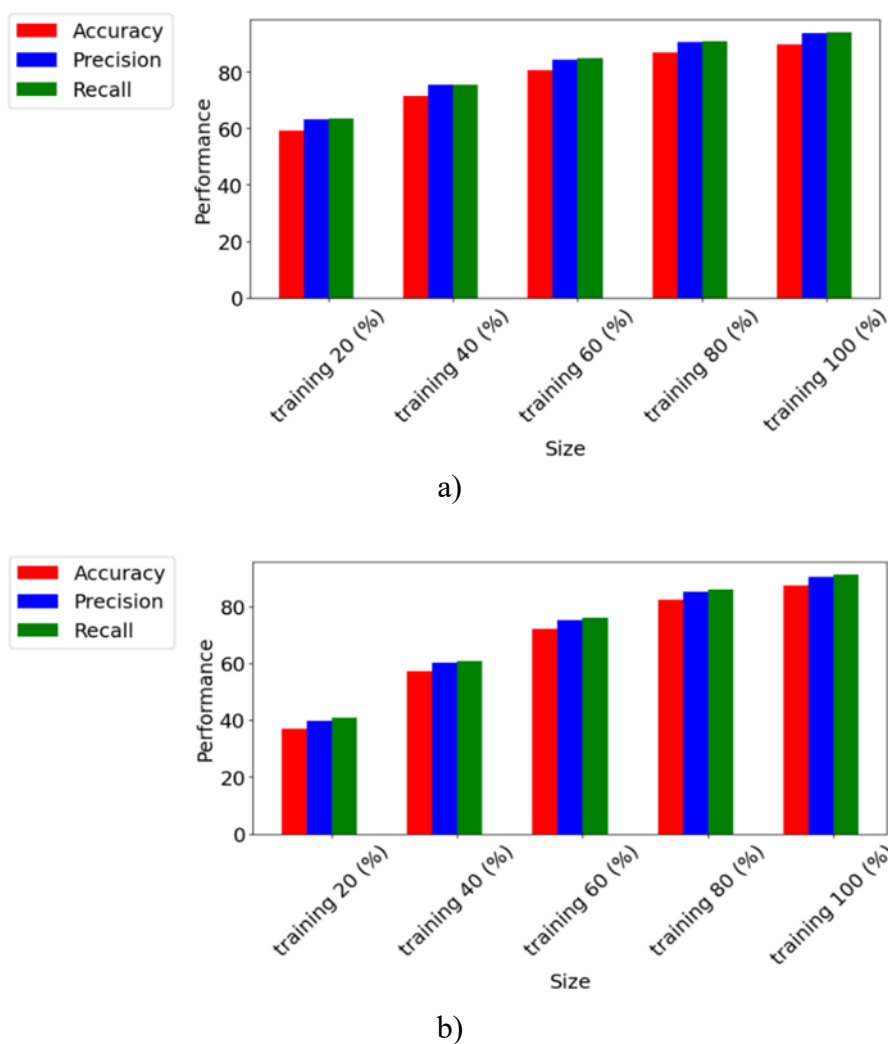 Accuracy
Precision
Recall
Performance
80
60
40
20
0
training 20 (%)
training 40 (%)
training 60 (%)
training 80 (%)
training 100 (%)
Size
a)
Accuracy
Precision
Recall
Performance
80
60
40
20
0
training 20 (%)
training 40 (%)
training 60 (%)
training 80 (%)
training 100 (%)
Size
b)